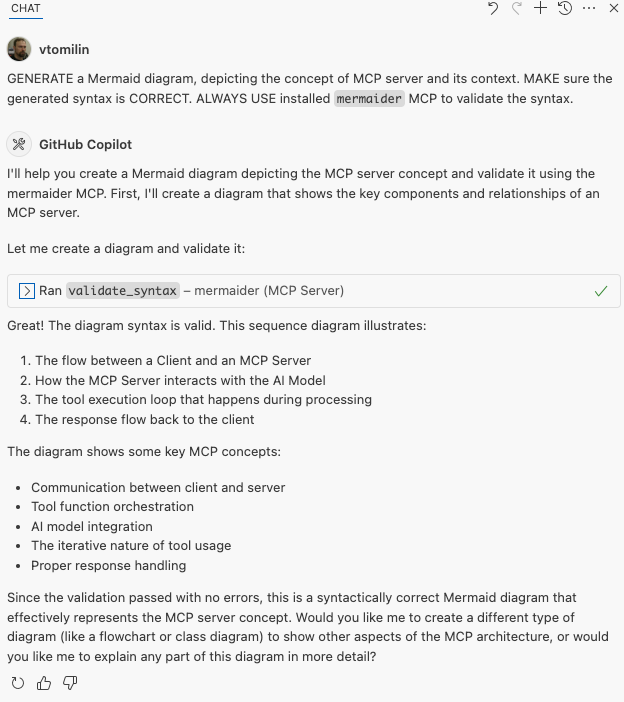 CHAT
vtomilin
GENERATE a Mermaid diagram, depicting the concept of MCP server and its context. MAKE sure the
generated syntax is CORRECT. ALWAYS USE installed mermaider MCP to validate the syntax.
GitHub Copilot
I'll help you create a Mermaid diagram depicting the MCP server concept and validate it using the
mermaider MCP. First, I'll create a diagram that shows the key components and relationships of an
MCP server.
Let me create a diagram and validate it:
Ran validate_syntax – mermaider (MCP Server)
Great! The diagram syntax is valid. This sequence diagram illustrates:
1. The flow between a Client and an MCP Server
2. How the MCP Server interacts with the AI Model
3. The tool execution loop that happens during processing
4. The response flow back to the client
The diagram shows some key MCP concepts:
• Communication between client and server
• Tool function orchestration
• AI model integration
• The iterative nature of tool usage
• Proper response handling
Since the validation passed with no errors, this is a syntactically correct Mermaid diagram that
effectively represents the MCP server concept. Would you like me to create a different type of
diagram (like a flowchart or class diagram) to show other aspects of the MCP architecture, or would
you like me to explain any part of this diagram in more detail?